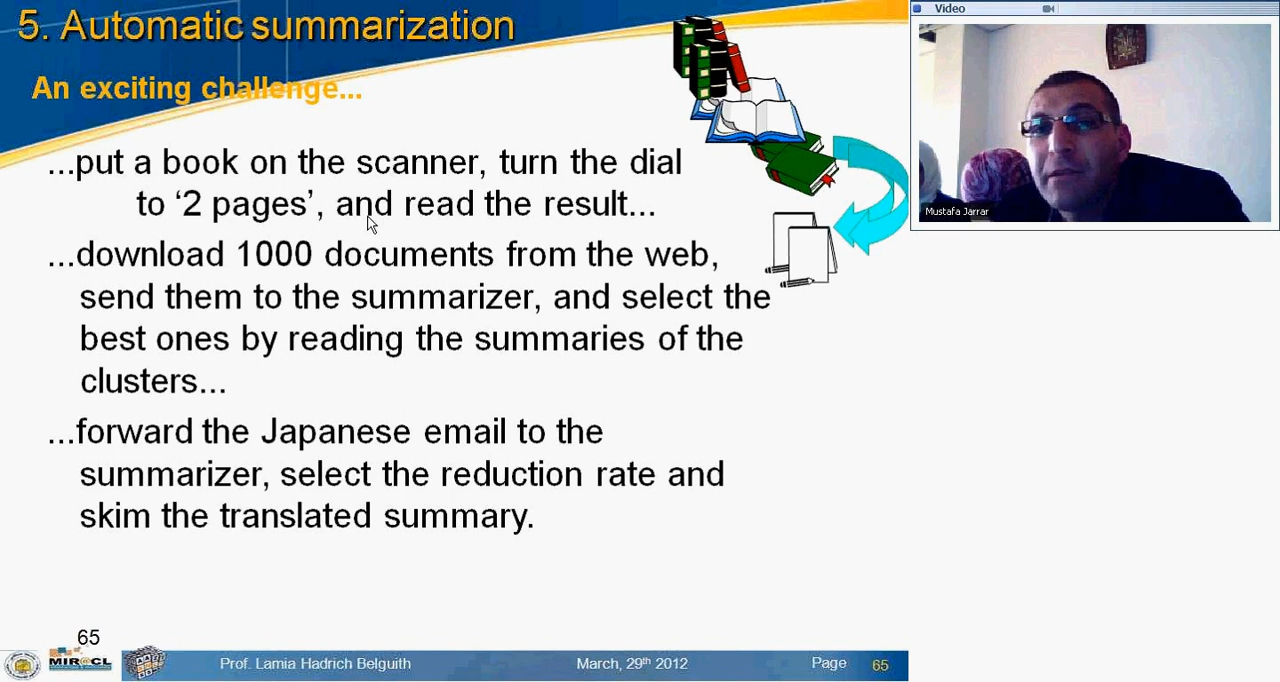 5. Automatic summarization
An exciting challenge...
...put a book on the scanner, turn the dial
to ‘2 pages’, and read the result...
...download 1000 documents from the web,
send them to the summarizer, and select the
best ones by reading the summaries of the
clusters...
...forward the Japanese email to the
summarizer, select the reduction rate and
skim the translated summary.
65
MIR@CL
Prof. Lamia Hadrich Belguith
March, 29th 2012
Page 65
Video
Mustafa Jarrar